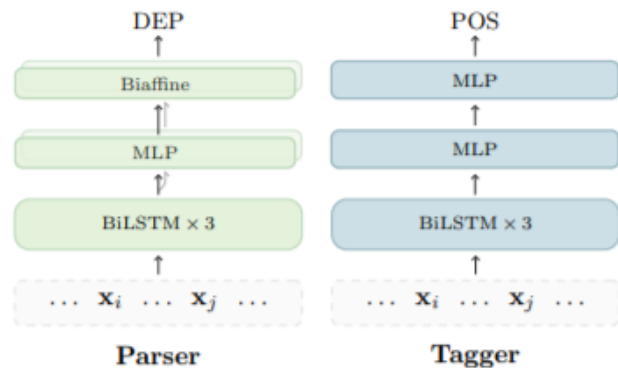 DEP POS
Biaffine MLP
MLP MLP
BiLSTM × 3 BiLSTM × 3
... x_i ... x_j ... ... x_i ... x_j ...
Parser Tagger